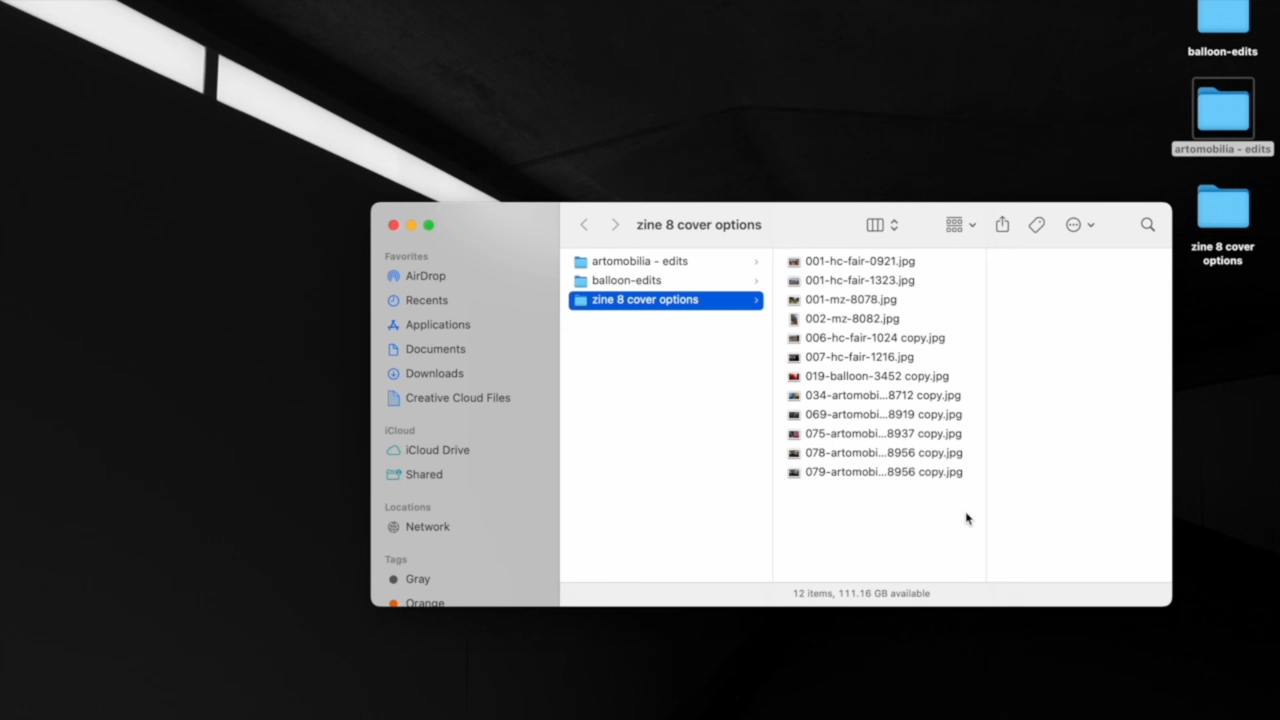 balloon-edits
artomobilia - edits
zine 8 cover
options
zine 8 cover options
Favorites
AirDrop
Recents
Applications
Documents
Downloads
Creative Cloud Files
iCloud
iCloud Drive
Shared
Locations
Network
Tags
Gray
Orange
artomobilia - edits
balloon-edits
zine 8 cover options
001-hc-fair-0921.jpg
001-hc-fair-1323.jpg
001-mz-8078.jpg
002-mz-8082.jpg
006-hc-fair-1024 copy.jpg
007-hc-fair-1216.jpg
019-balloon-3452 copy.jpg
034-artomobi...8712 copy.jpg
069-artomobi...8919 copy.jpg
075-artomobi...8937 copy.jpg
078-artomobi...8956 copy.jpg
079-artomobi...8956 copy.jpg
12 items, 111.16 GB available